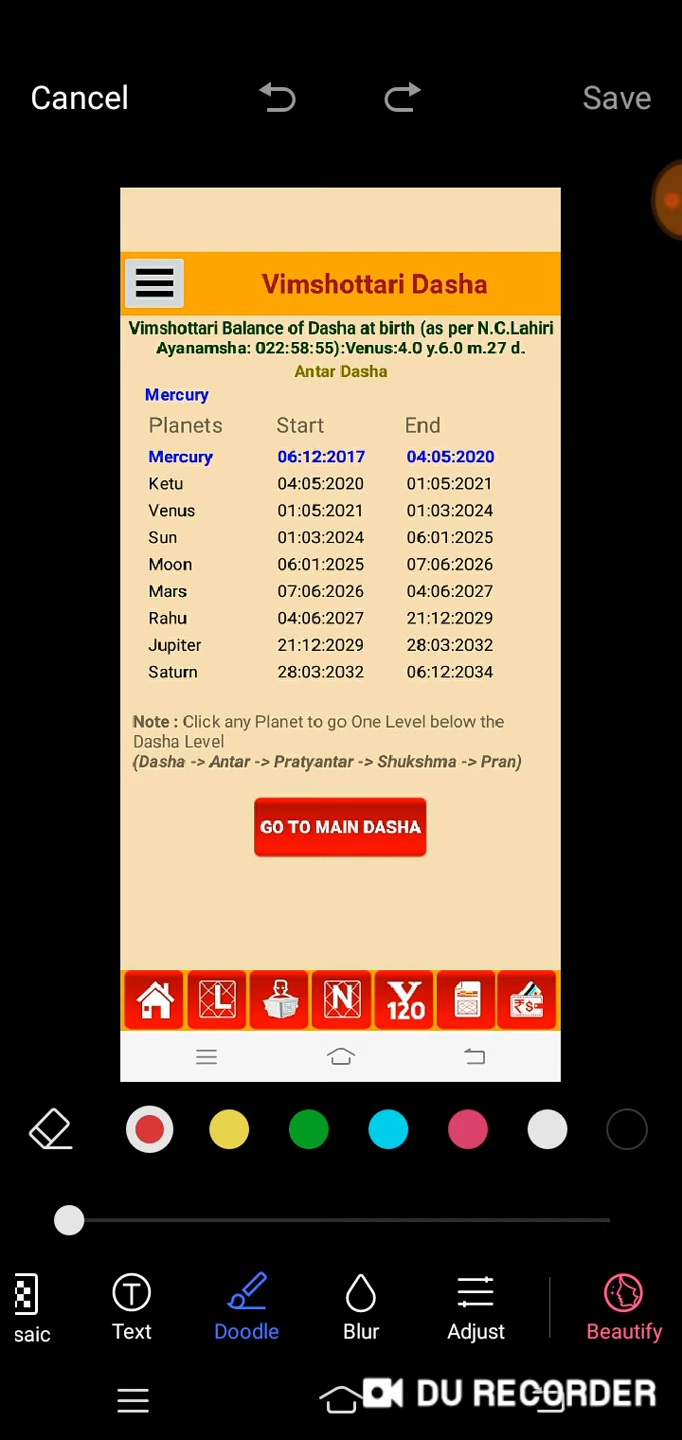 Cancel Save
Vimshottari Dasha
Vimshottari Balance of Dasha at birth (as per N.C.Lahiri
Ayanamsha: 022:58:55):Venus:4.0 y.6.0 m.27 d.
Antar Dasha
Mercury
Planets Start End
Mercury 06:12:2017 04:05:2020
Ketu 04:05:2020 01:05:2021
Venus 01:05:2021 01:03:2024
Sun 01:03:2024 06:01:2025
Moon 06:01:2025 07:06:2026
Mars 07:06:2026 04:06:2027
Rahu 04:06:2027 21:12:2029
Jupiter 21:12:2029 28:03:2032
Saturn 28:03:2032 06:12:2034
Note : Click any Planet to go One Level below the
Dasha Level
(Dasha -> Antar -> Pratyantar -> Shukshma -> Pran)
GO TO MAIN DASHA
L N V 120 ₹$
T
saic Text Doodle Blur Adjust Beautify
DU RECORDER